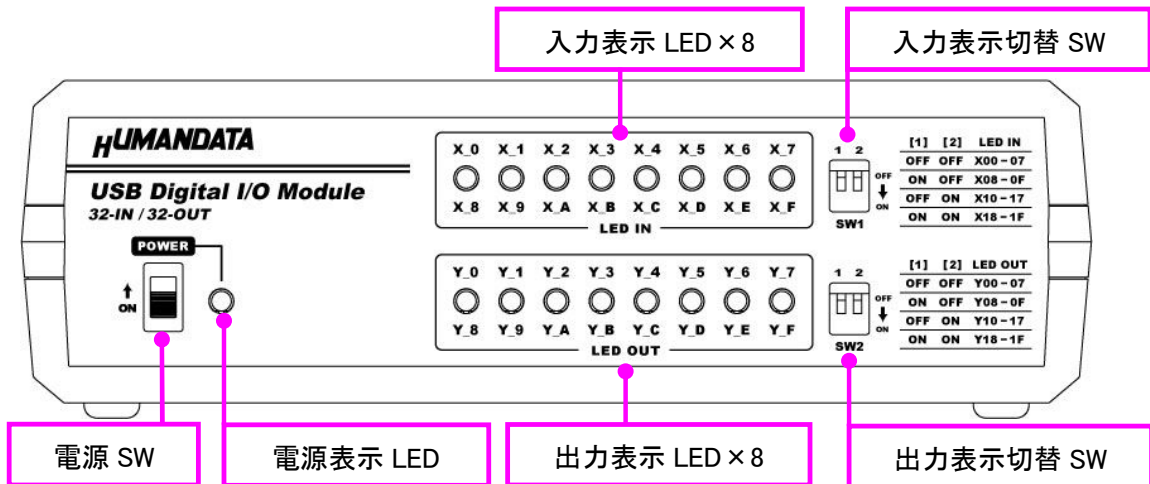 入力表示 LED×8
入力表示切替 SW
HUMANDATA
USB Digital I/O Module
32-IN / 32-OUT
POWER
↑
ON
X_0 X_1 X_2 X_3 X_4 X_5 X_6 X_7
X_8 X_9 X_A X_B X_C X_D X_E X_F
LED IN
1 2
OFF
↓
ON
SW1
[1] [2] LED IN
OFF OFF X00-07
ON OFF X08-0F
OFF ON X10-17
ON ON X18-1F
Y_0 Y_1 Y_2 Y_3 Y_4 Y_5 Y_6 Y_7
Y_8 Y_9 Y_A Y_B Y_C Y_D Y_E Y_F
LED OUT
1 2
OFF
↓
ON
SW2
[1] [2] LED OUT
OFF OFF Y00-07
ON OFF Y08-0F
OFF ON Y10-17
ON ON Y18-1F
電源 SW
電源表示 LED
出力表示 LED×8
出力表示切替 SW